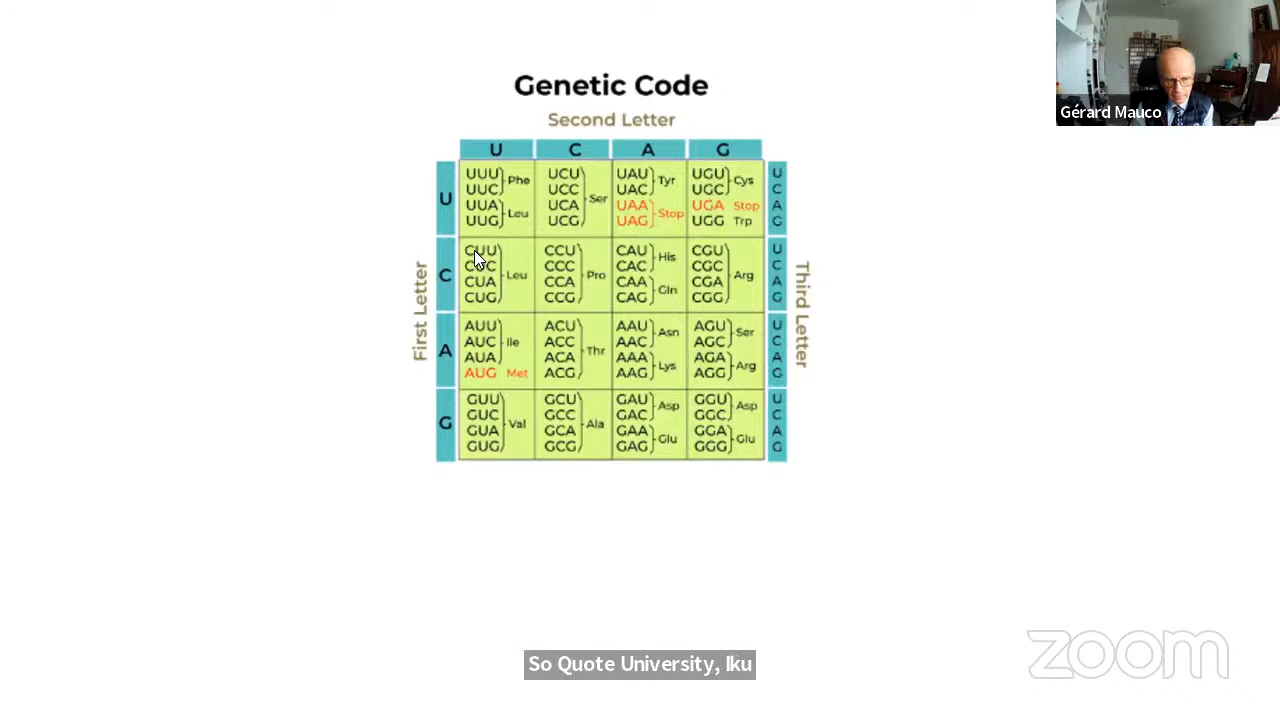 Gérard Mauco
Genetic Code
Second Letter
U C A G
First Letter
Third Letter
U
UUU
UUC
Phe
UUA
UUG
Leu
UCU
UCC
UCA
UCG
Ser
UAU
UAC
Tyr
UAA
UAG
Stop
UGU
UGC
Cys
UGA Stop
UGG Trp
U
C
A
G
C
CUU
CUC
CUA
CUG
Leu
CCU
CCC
CCA
CCG
Pro
CAU
CAC
His
CAA
CAG
Gln
CGU
CGC
CGA
CGG
Arg
U
C
A
G
A
AUU
AUC
AUA
Ile
AUG Met
ACU
ACC
ACA
ACG
Thr
AAU
AAC
Asn
AAA
AAG
Lys
AGU
AGC
Ser
AGA
AGG
Arg
U
C
A
G
G
GUU
GUC
GUA
GUG
Val
GCU
GCC
GCA
GCG
Ala
GAU
GAC
Asp
GAA
GAG
Glu
GGU
GGC
Asp
GGA
GGG
Glu
U
C
A
G
So Quote University, Iku
zoom